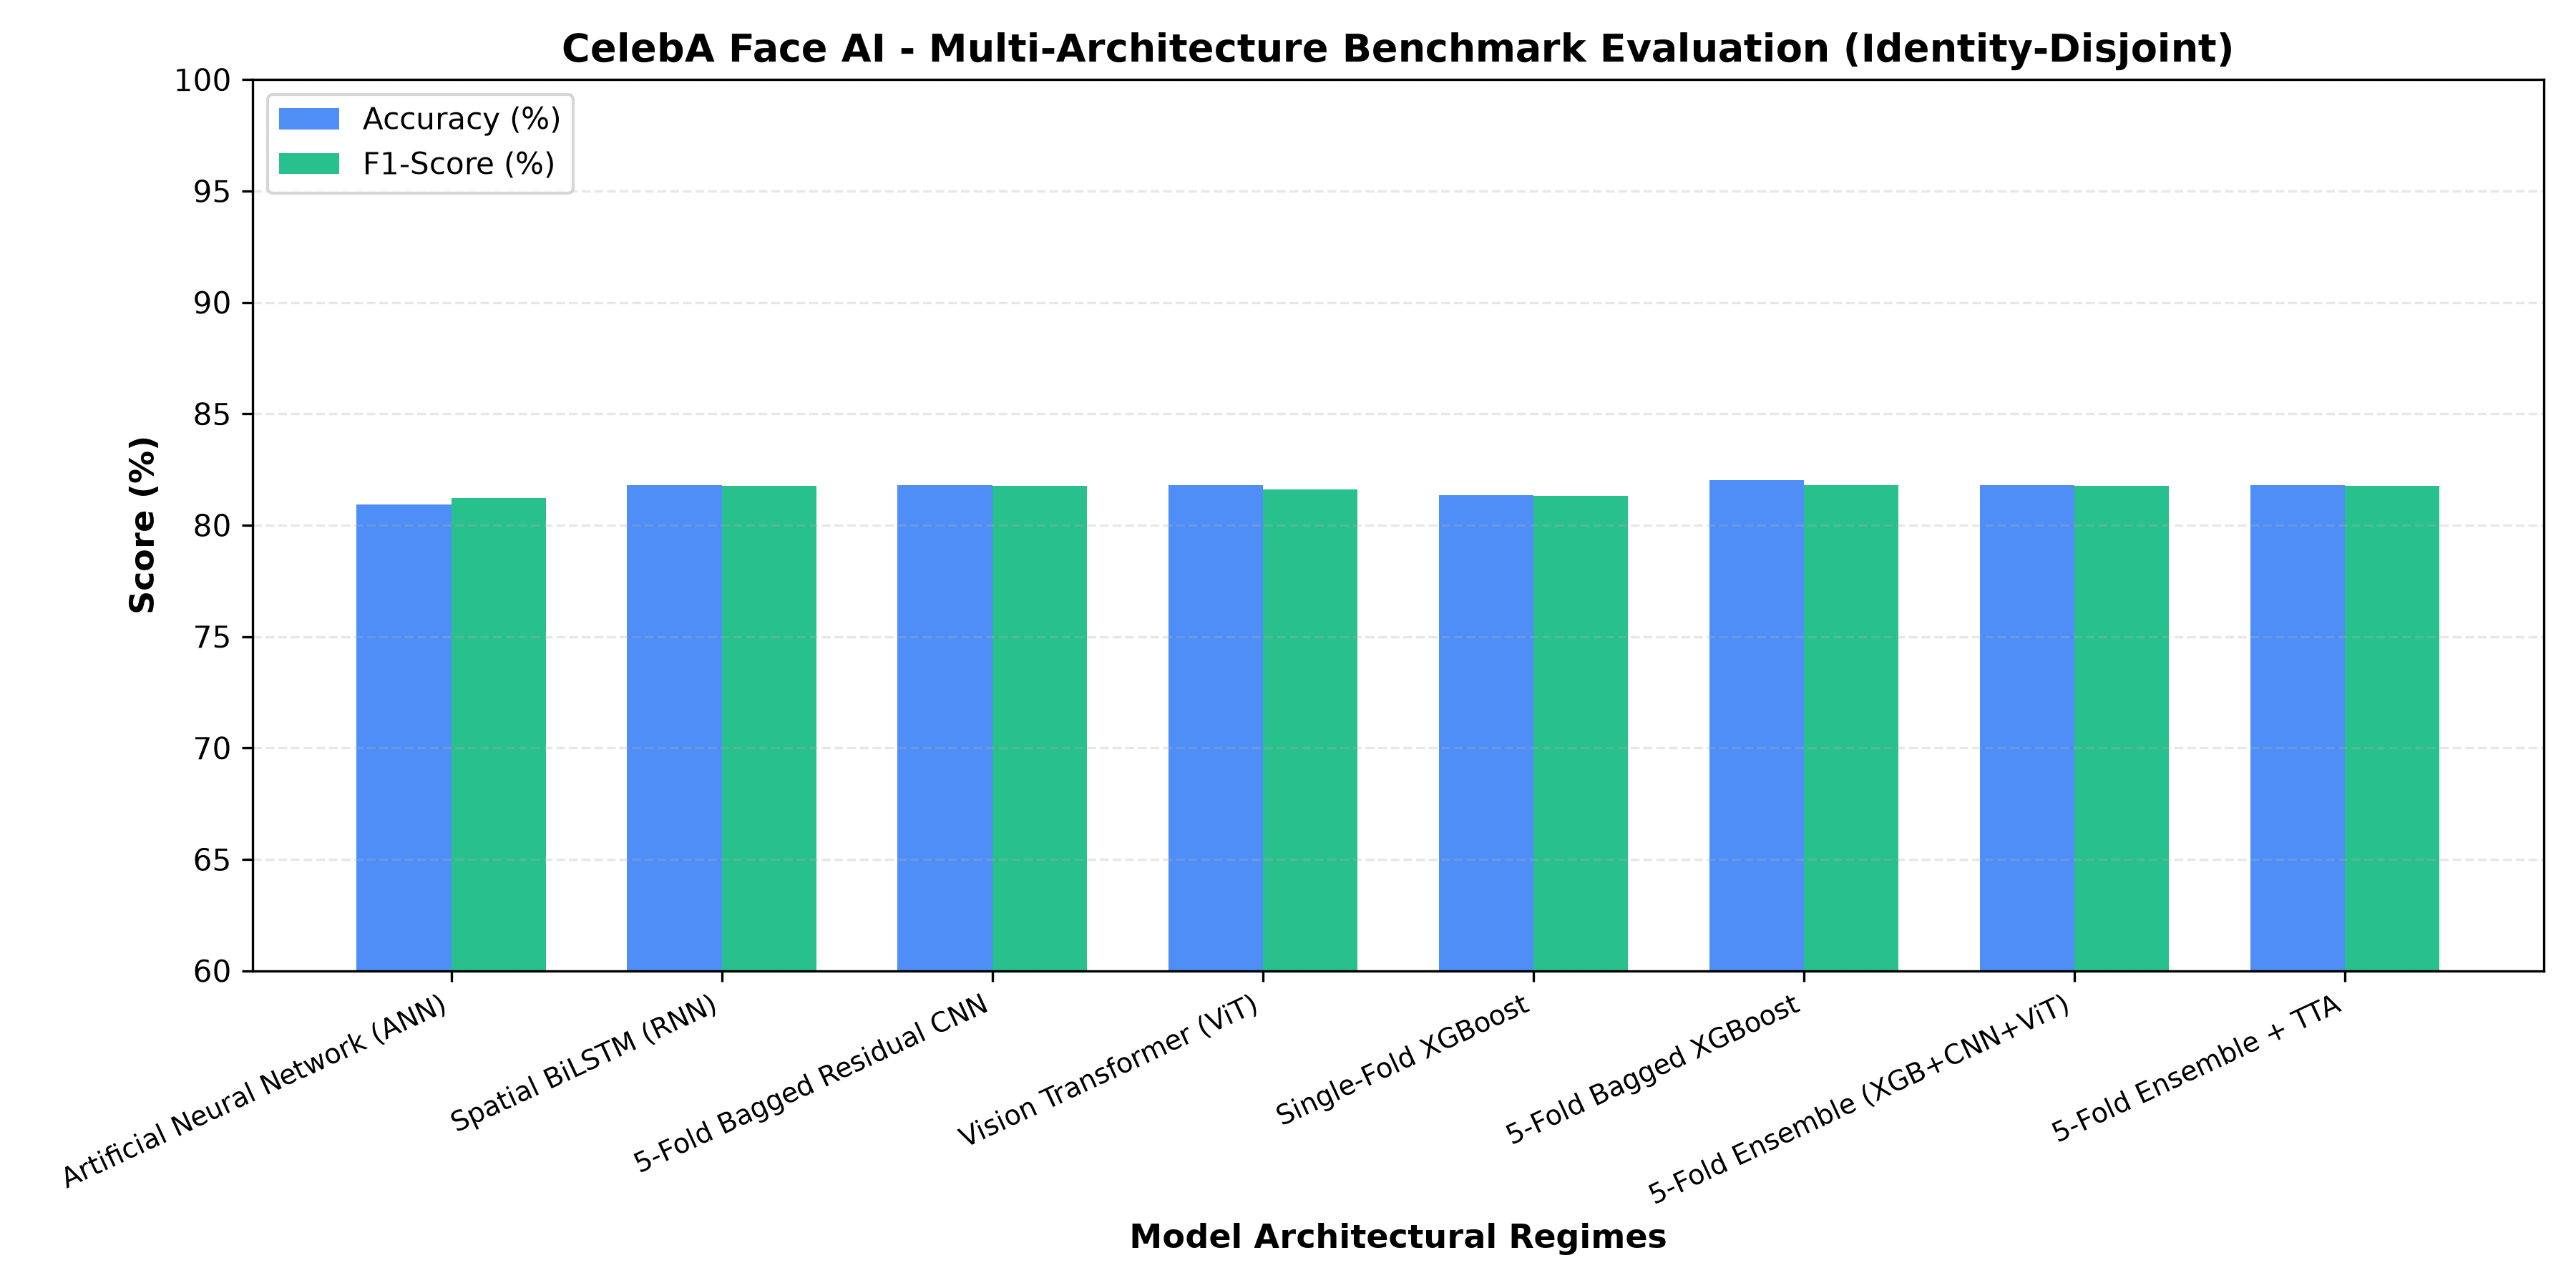 CelebA Face AI - Multi-Architecture Benchmark Evaluation (Identity-Disjoint)
Accuracy (%)
F1-Score (%)
Score (%)
100
95
90
85
80
75
70
65
60
Artificial Neural Network (ANN)
Spatial BiLSTM (RNN)
5-Fold Bagged Residual CNN
Vision Transformer (ViT)
Single-Fold XGBoost
5-Fold Bagged XGBoost
5-Fold Ensemble (XGB+CNN+ViT)
5-Fold Ensemble + TTA
Model Architectural Regimes